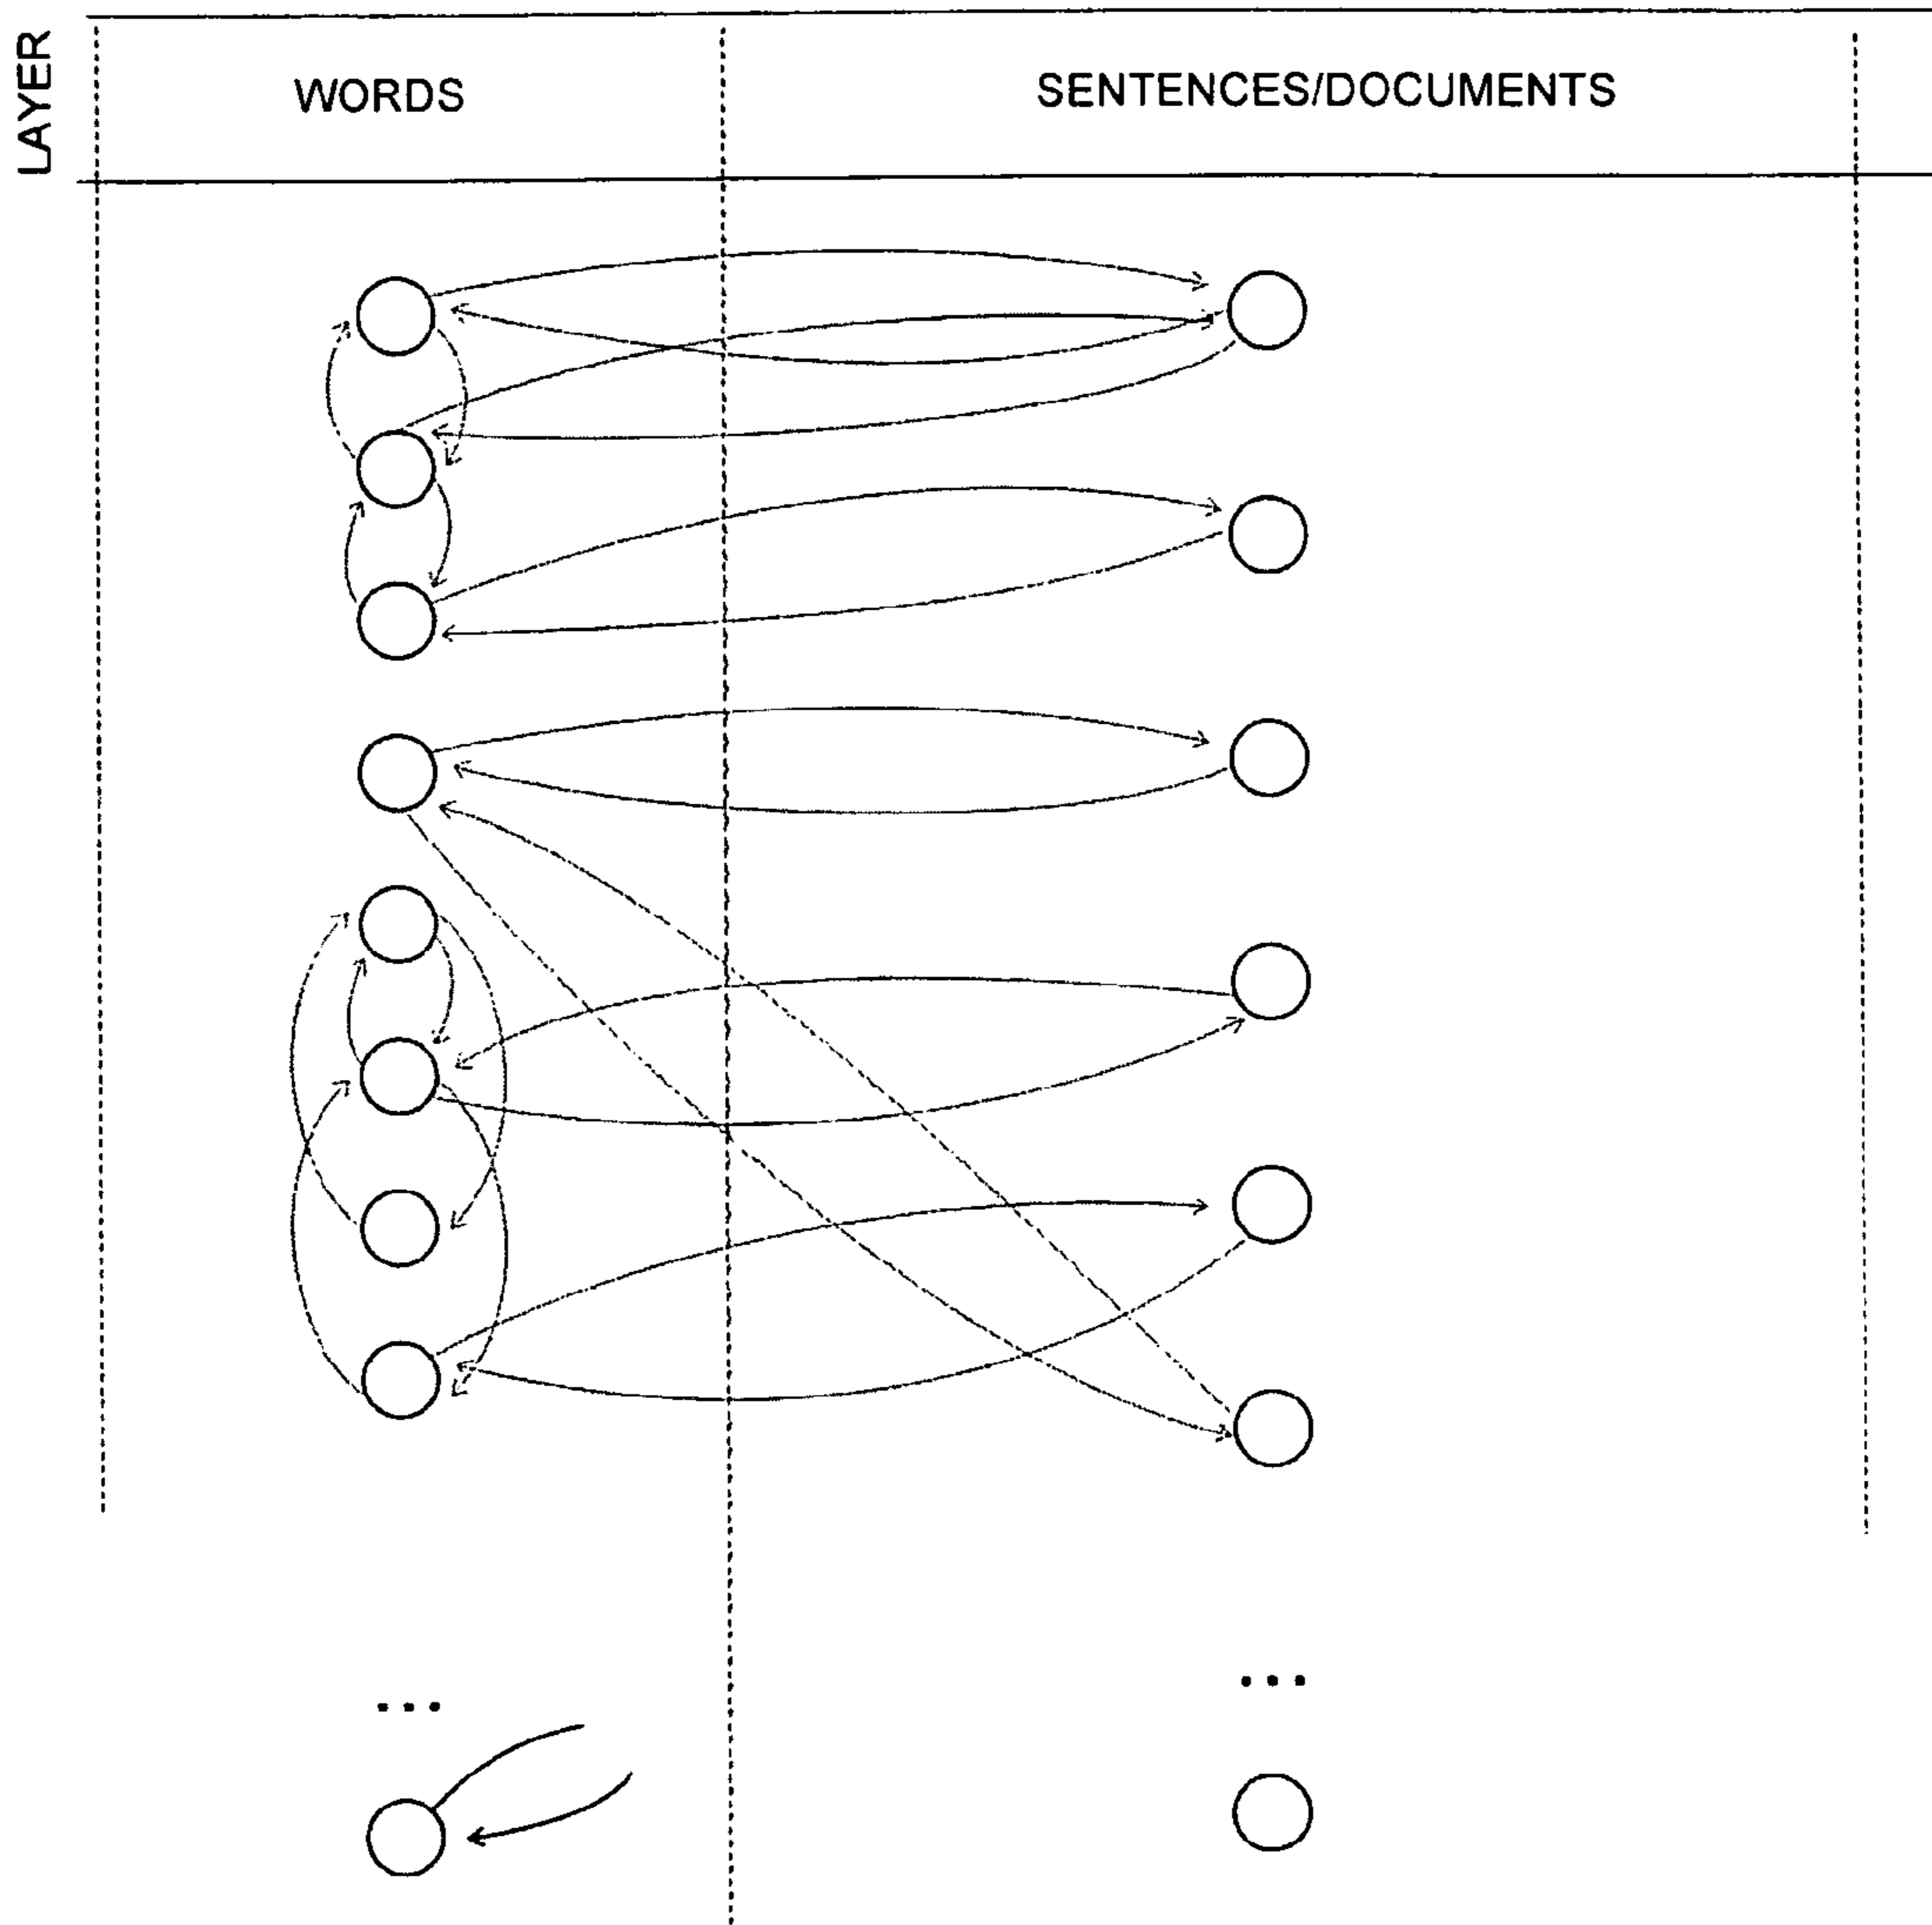 LAYER
WORDS
SENTENCES/DOCUMENTS
...
...